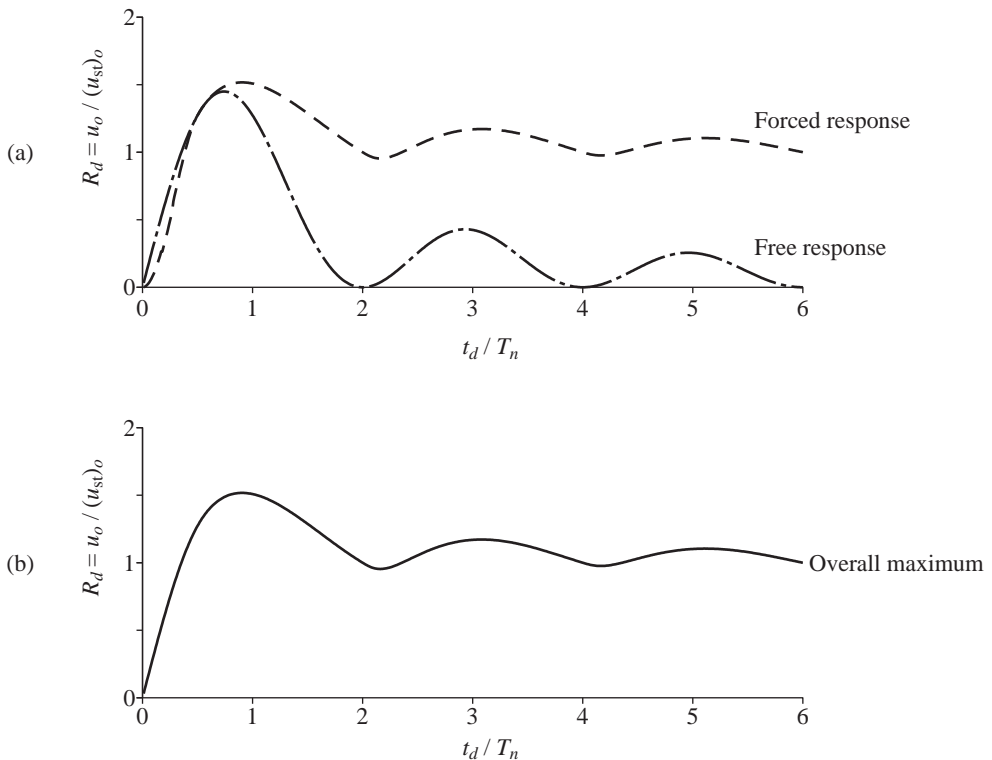 (a)
R_d = u_o / (u_st)_o
2
1
0
Forced response
Free response
0 1 2 3 4 5 6
t_d / T_n
(b)
R_d = u_o / (u_st)_o
2
1
0
Overall maximum
0 1 2 3 4 5 6
t_d / T_n